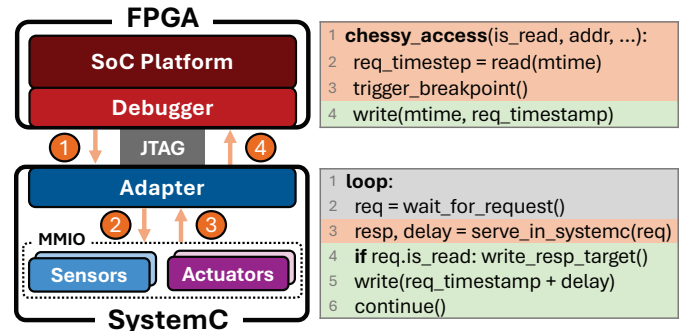 FPGA
SoC Platform
Debugger
1
JTAG
4
Adapter
2
3
MMIO
Sensors
Actuators
SystemC
1 chessy_access(is_read, addr, ...):
2 req_timestep = read(mtime)
3 trigger_breakpoint()
4 write(mtime, req_timestamp)
1 loop:
2 req = wait_for_request()
3 resp, delay = serve_in_systemc(req)
4 if req.is_read: write_resp_target()
5 write(req_timestamp + delay)
6 continue()